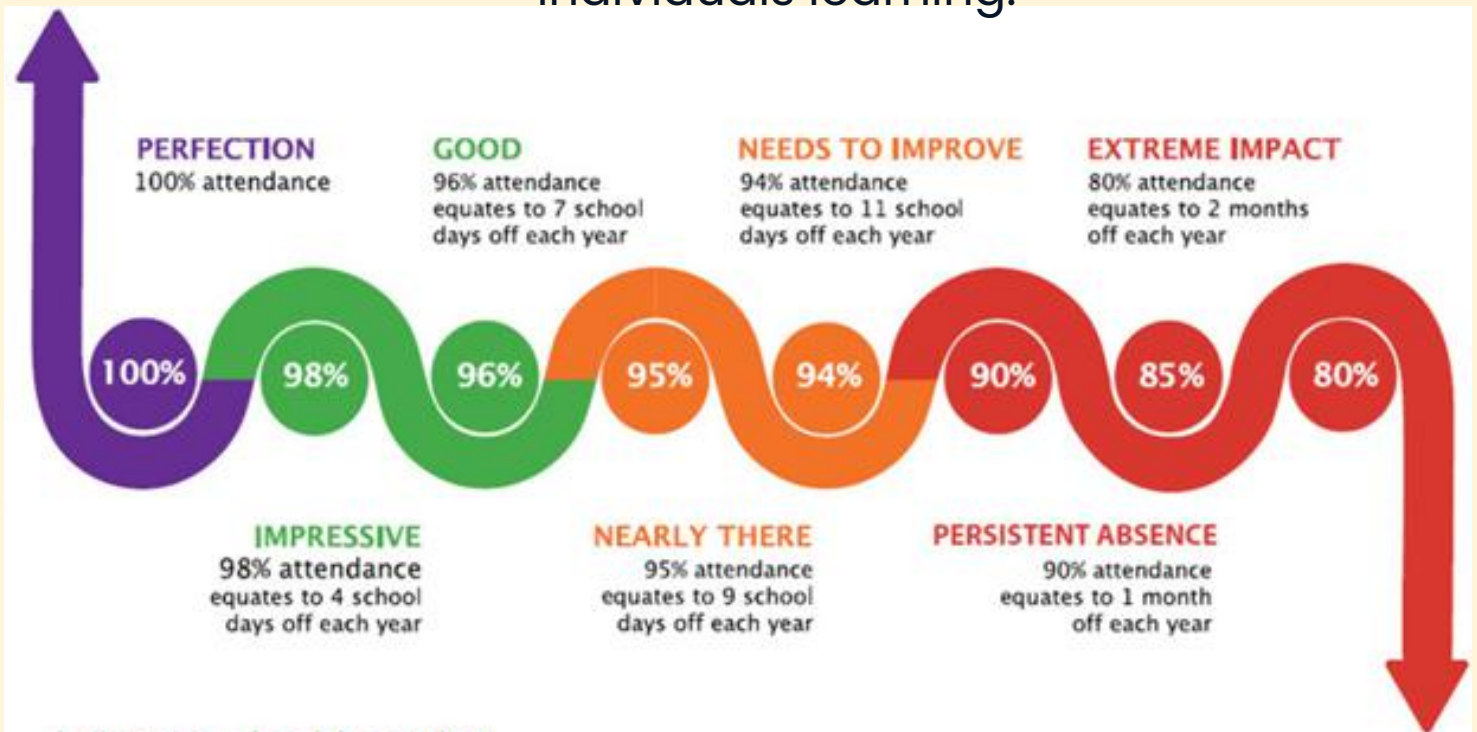 individuals learning.
PERFECTION
100% attendance
GOOD
96% attendance
equates to 7 school
days off each year
NEEDS TO IMPROVE
94% attendance
equates to 11 school
days off each year
EXTREME IMPACT
80% attendance
equates to 2 months
off each year
100%
98%
96%
95%
94%
90%
85%
80%
IMPRESSIVE
98% attendance
equates to 4 school
days off each year
NEARLY THERE
95% attendance
equates to 9 school
days off each year
PERSISTENT ABSENCE
90% attendance
equates to 1 month
off each year